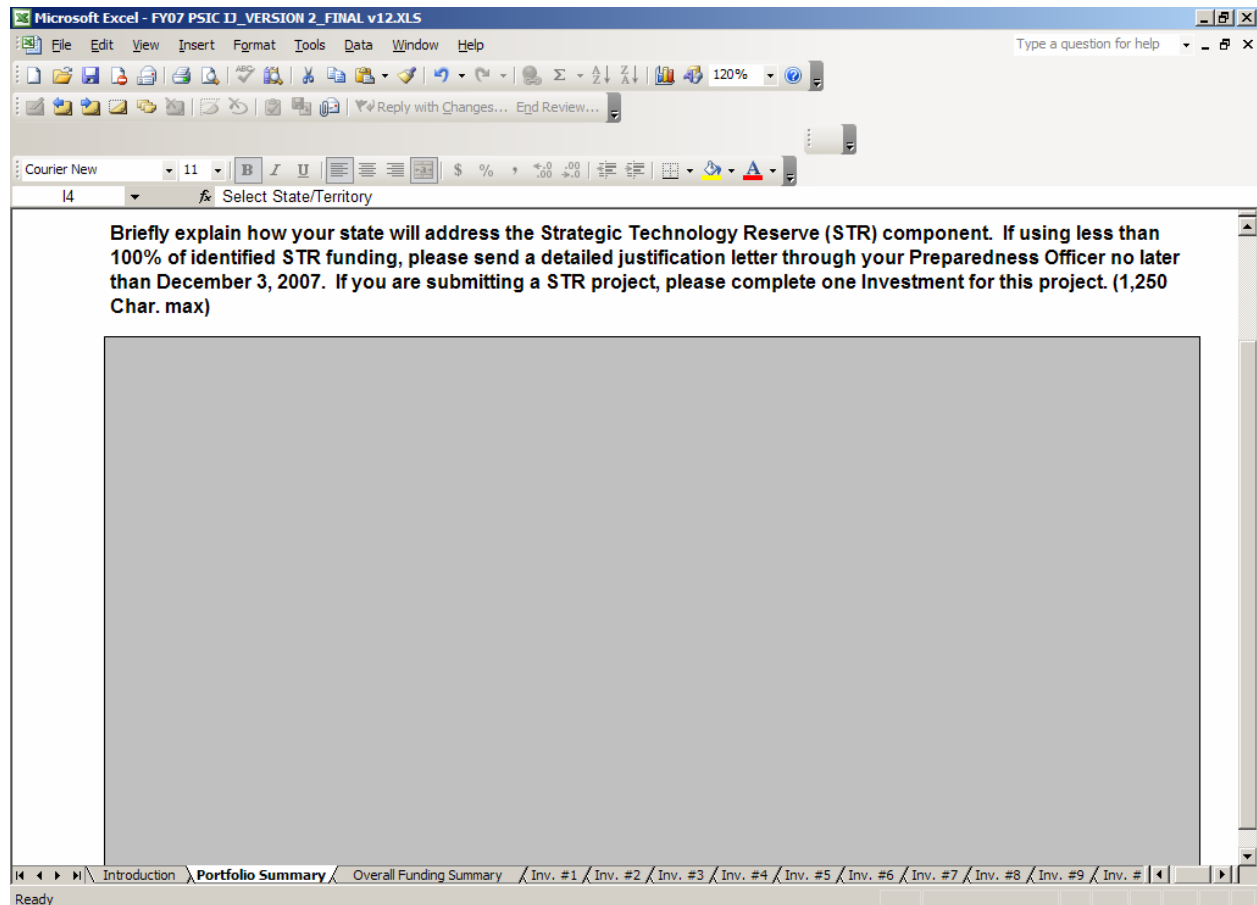 Microsoft Excel - FY07 PSIC IJ_VERSION 2_FINAL v12.XLS
File Edit View Insert Format Tools Data Window Help Type a question for help
120%
Reply with Changes... End Review...
Courier New 11 B I U $ % ,
I4 fx Select State/Territory
Briefly explain how your state will address the Strategic Technology Reserve (STR) component. If using less than
100% of identified STR funding, please send a detailed justification letter through your Preparedness Officer no later
than December 3, 2007. If you are submitting a STR project, please complete one Investment for this project. (1,250
Char. max)
Introduction Portfolio Summary Overall Funding Summary Inv. #1 Inv. #2 Inv. #3 Inv. #4 Inv. #5 Inv. #6 Inv. #7 Inv. #8 Inv. #9 Inv. #
Ready